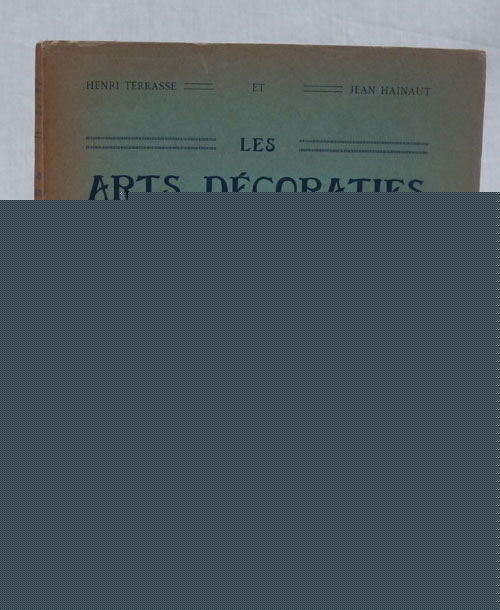 HENRI TERRASSE ET JEAN HAINAUT
LES
ARTS DÉCORATIFS